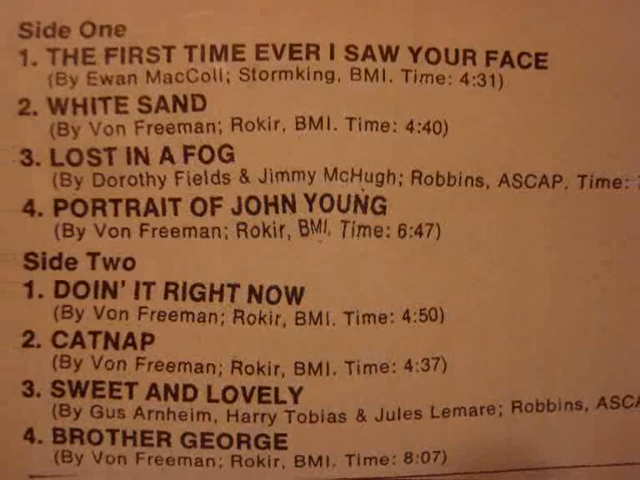 Side One
1. THE FIRST TIME EVER I SAW YOUR FACE
(By Ewan MacColl; Stormking, BMI. Time: 4:31)
2. WHITE SAND
(By Von Freeman; Rokir, BMI. Time: 4:40)
3. LOST IN A FOG
(By Dorothy Fields & Jimmy McHugh; Robbins, ASCAP. Time:
4. PORTRAIT OF JOHN YOUNG
(By Von Freeman; Rokir, BMI. Time: 6:47)
Side Two
1. DOIN' IT RIGHT NOW
(By Von Freeman; Rokir, BMI. Time: 4:50)
2. CATNAP
(By Von Freeman; Rokir, BMI. Time: 4:37)
3. SWEET AND LOVELY
(By Gus Arnheim, Harry Tobias & Jules Lemare; Robbins, ASCA
4. BROTHER GEORGE
(By Von Freeman; Rokir, BMI. Time: 8:07)